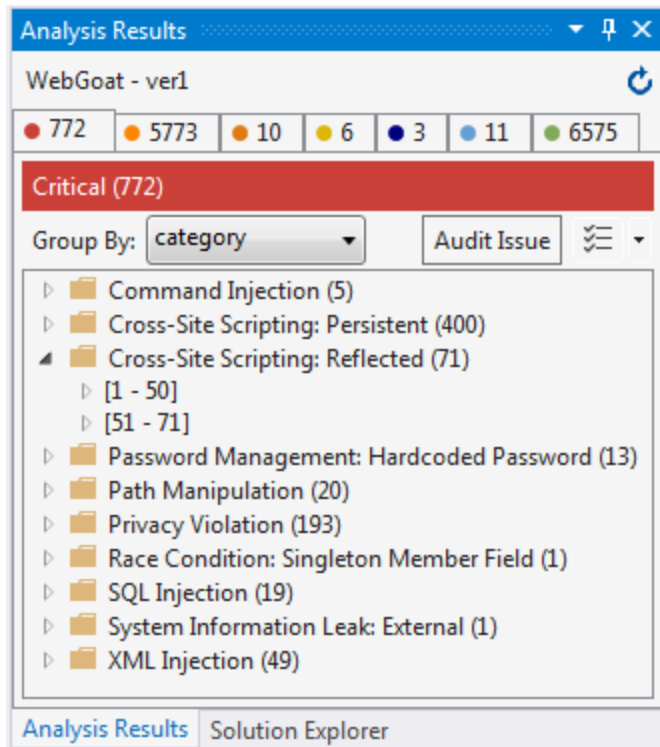 Analysis Results
WebGoat - ver1
772 5773 10 6 3 11 6575
Critical (772)
Group By: category Audit Issue
Command Injection (5)
Cross-Site Scripting: Persistent (400)
Cross-Site Scripting: Reflected (71)
[1 - 50]
[51 - 71]
Password Management: Hardcoded Password (13)
Path Manipulation (20)
Privacy Violation (193)
Race Condition: Singleton Member Field (1)
SQL Injection (19)
System Information Leak: External (1)
XML Injection (49)
Analysis Results Solution Explorer